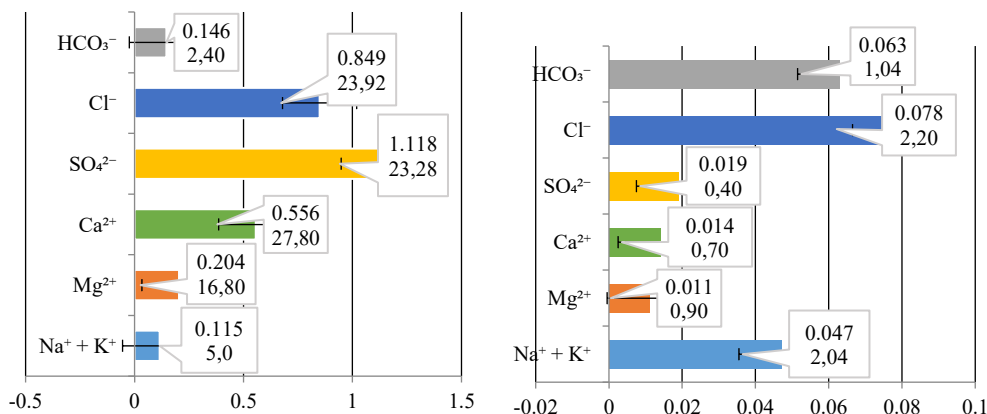 HCO₃⁻
0.146
2,40
Cl⁻
0.849
23,92
SO₄²⁻
1.118
23,28
Ca²⁺
0.556
27,80
Mg²⁺
0.204
16,80
Na⁺ + K⁺
0.115
5,0
-0.5 0 0.5 1 1.5
HCO₃⁻
0.063
1,04
Cl⁻
0.078
2,20
SO₄²⁻
0.019
0,40
Ca²⁺
0.014
0,70
Mg²⁺
0.011
0,90
Na⁺ + K⁺
0.047
2,04
-0.02 0 0.02 0.04 0.06 0.08 0.1